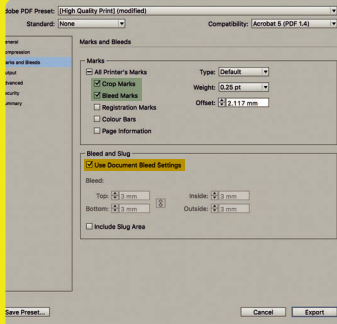 dobe PDF Preset: [High Quality Print] (modified)
Standard: None Compatibility: Acrobat 5 (PDF 1.4)
eneral
ompression
arks and Bleeds
utput
dvanced
ecurity
ummary
Marks and Bleeds
Marks
All Printer's Marks
Crop Marks
Bleed Marks
Registration Marks
Colour Bars
Page Information
Type: Default
Weight: 0.25 pt
Offset: 2.117 mm
Bleed and Slug
Use Document Bleed Settings
Bleed:
Top: 3 mm Inside: 3 mm
Bottom: 3 mm Outside: 3 mm
Include Slug Area
Save Preset... Cancel Export